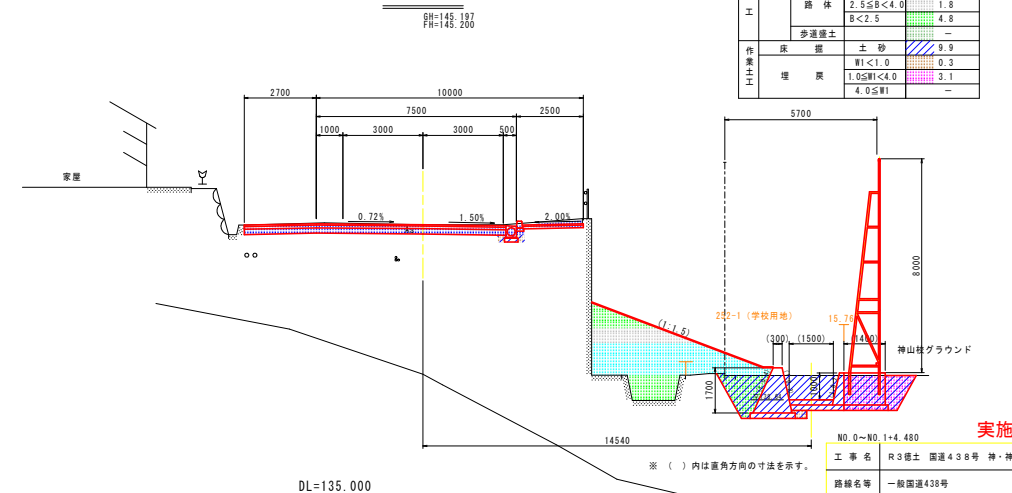 GH=145.197
FH=145.200
工
路 体
2.5≦B<4.0
1.8
B<2.5
4.8
歩道盛土
－
作業土工
床 掘
土 砂
9.9
埋 戻
W1<1.0
0.3
1.0≦W1<4.0
3.1
4.0≦W1
－
2700
10000
7500
2500
1000
3000
3000
500
5700
家屋
0.72%
1.50%
2.00%
8000
252-1 (学校用地)
15.76
(1:1.5)
(300)
(1500)
(1400)
神山校グラウンド
1700
1000
14540
※ ( ) 内は直角方向の寸法を示す。
NO.0～NO.1+4.480
実施
工 事 名
R3徳土 国道438号 神・神
路線名等
一般国道438号
DL=135.000